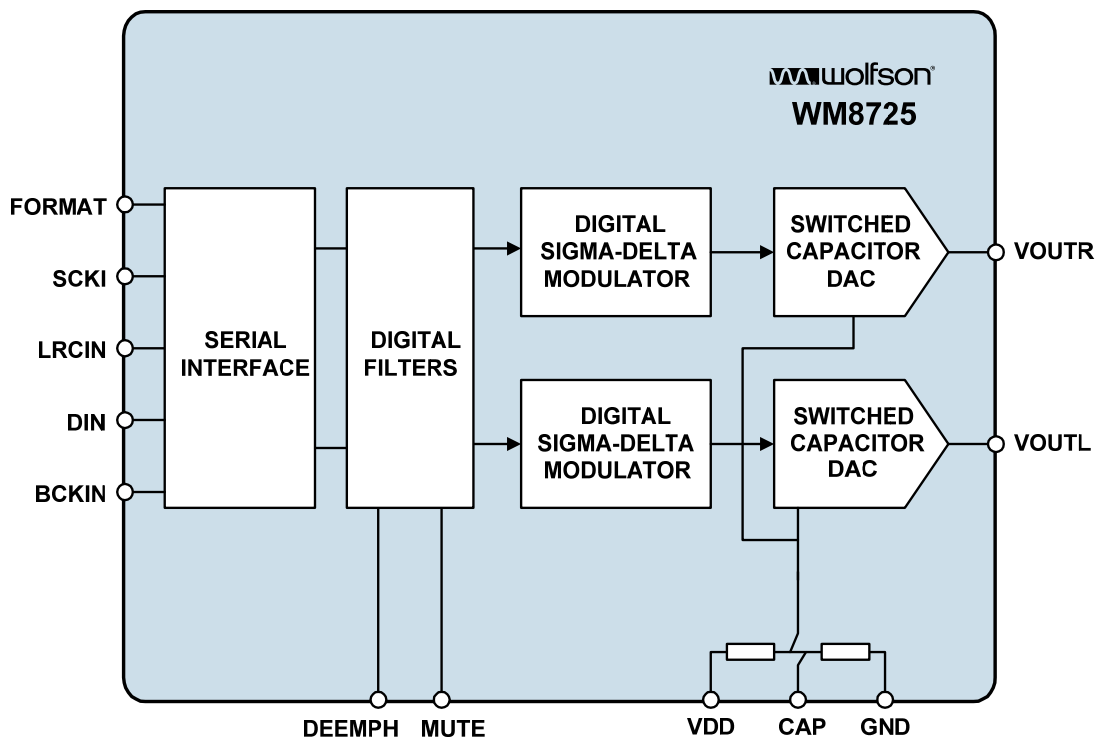 wolfson®
WM8725
FORMAT
SCKI
LRCIN
DIN
BCKIN
SERIAL
INTERFACE
DIGITAL
FILTERS
DIGITAL
SIGMA-DELTA
MODULATOR
SWITCHED
CAPACITOR
DAC
VOUTR
DIGITAL
SIGMA-DELTA
MODULATOR
SWITCHED
CAPACITOR
DAC
VOUTL
DEEMPH
MUTE
VDD
CAP
GND